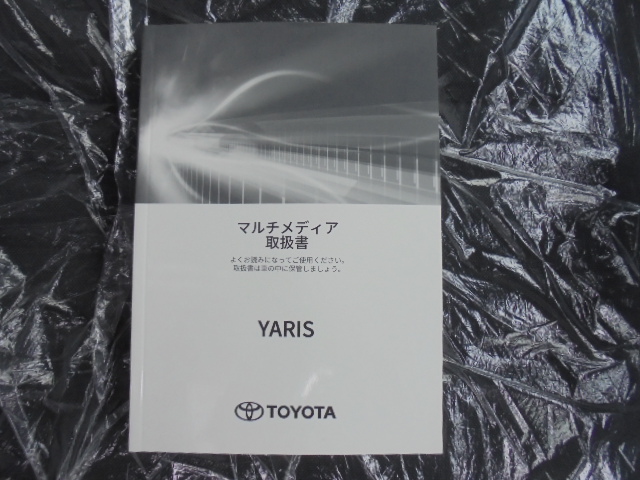 マルチメディア
取扱書
よくお読みになってご使用ください。
取扱書は車の中に保管しましょう。
YARIS
TOYOTA